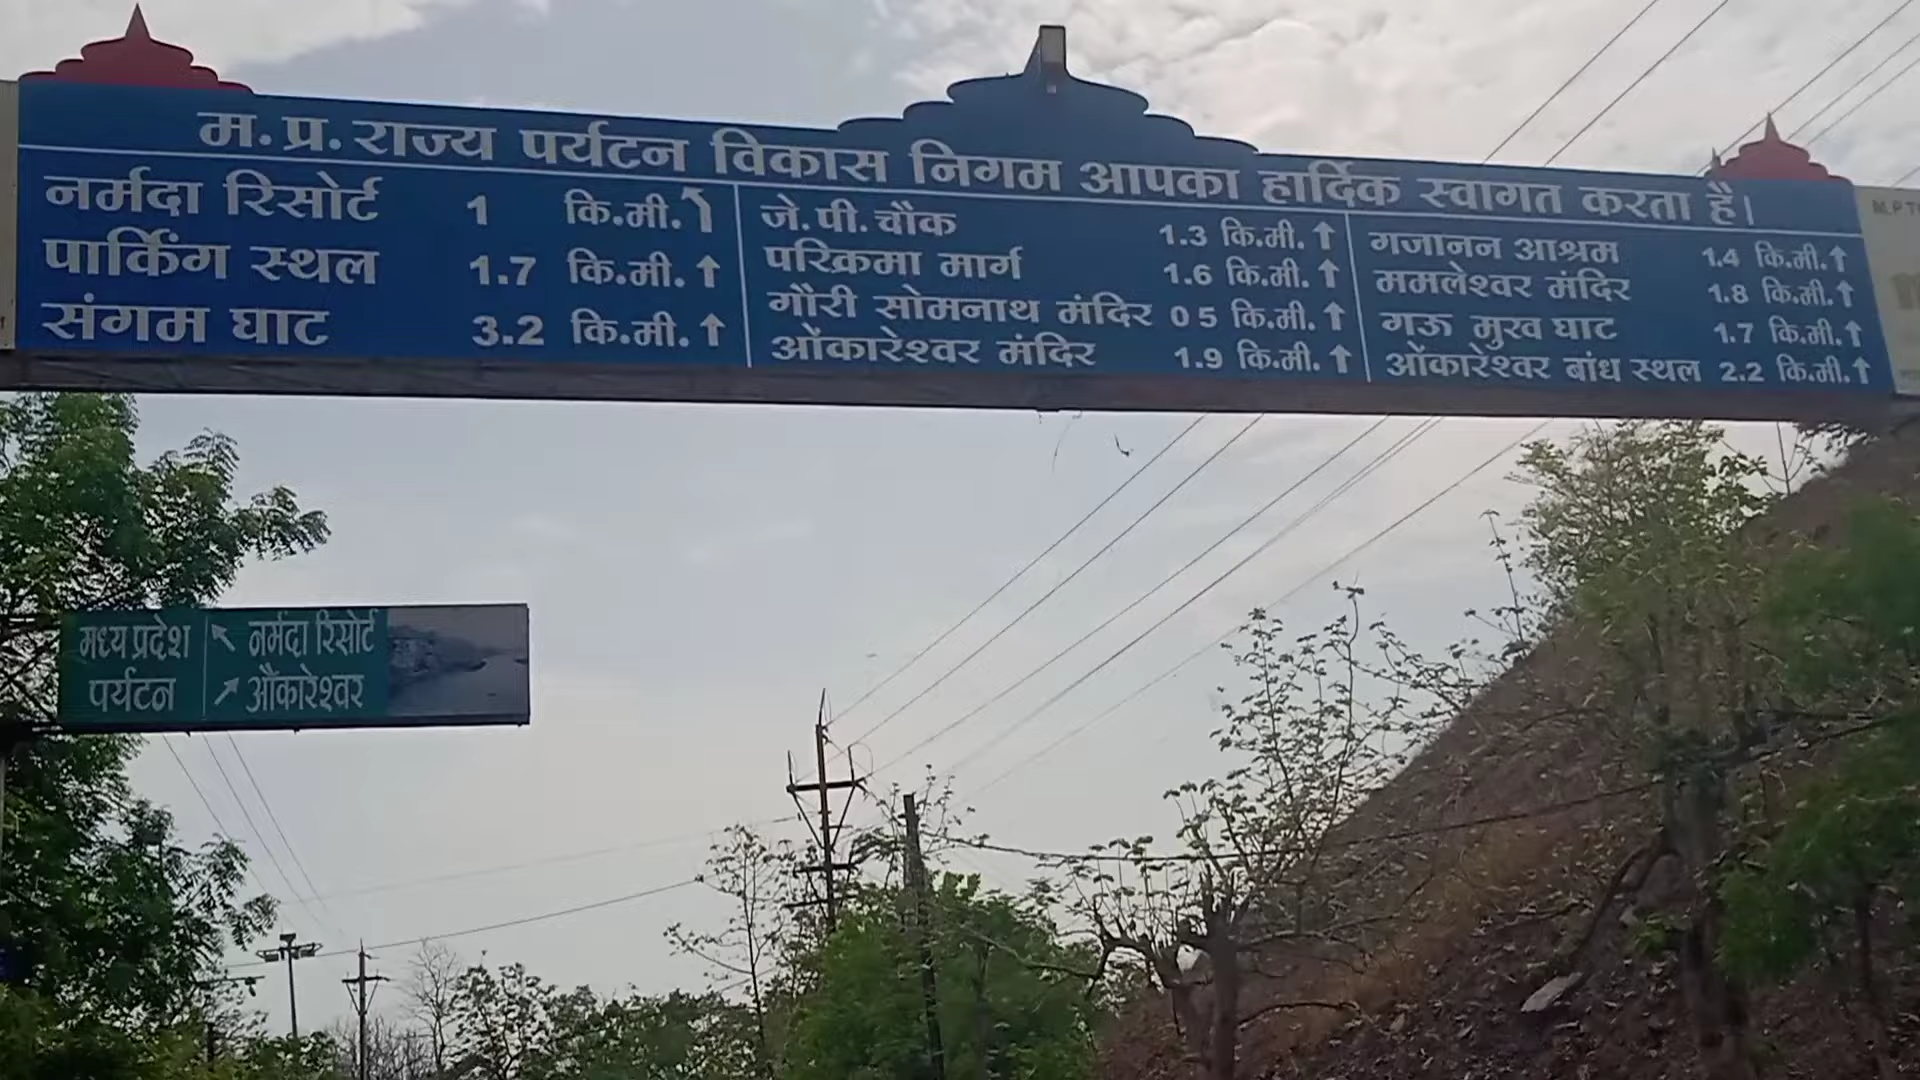 म. प्र. राज्य पर्यटन विकास निगम आपका हार्दिक स्वागत करता हैं।
नर्मदा रिसोर्ट 1 कि.मी.
पार्किंग स्थल 1.7 कि.मी. ↑
संगम घाट 3.2 कि.मी. ↑
जे.पी. चौक 1.3 कि.मी. ↑
परिक्रमा मार्ग 1.6 कि.मी. ↑
गौरी सोमनाथ मंदिर 05 कि.मी. ↑
ओंकारेश्वर मंदिर 1.9 कि.मी. ↑
गजानन आश्रम 1.4 कि.मी. ↑
ममलेश्वर मंदिर 1.8 कि.मी. ↑
गऊ मुख घाट 1.7 कि.मी. ↑
ओंकारेश्वर बांध स्थल 2.2 कि.मी. ↑
मध्य प्रदेश
पर्यटन
↖ नर्मदा रिसोर्ट
↗ ओंकारेश्वर